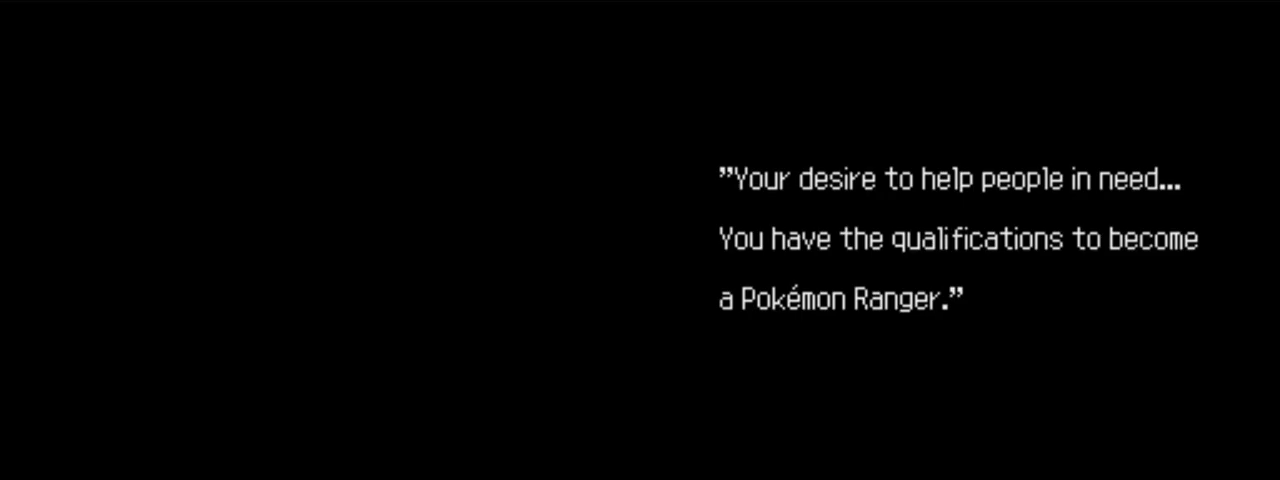 ”Your desire to help people in need...
You have the qualifications to become
a Pokémon Ranger.”